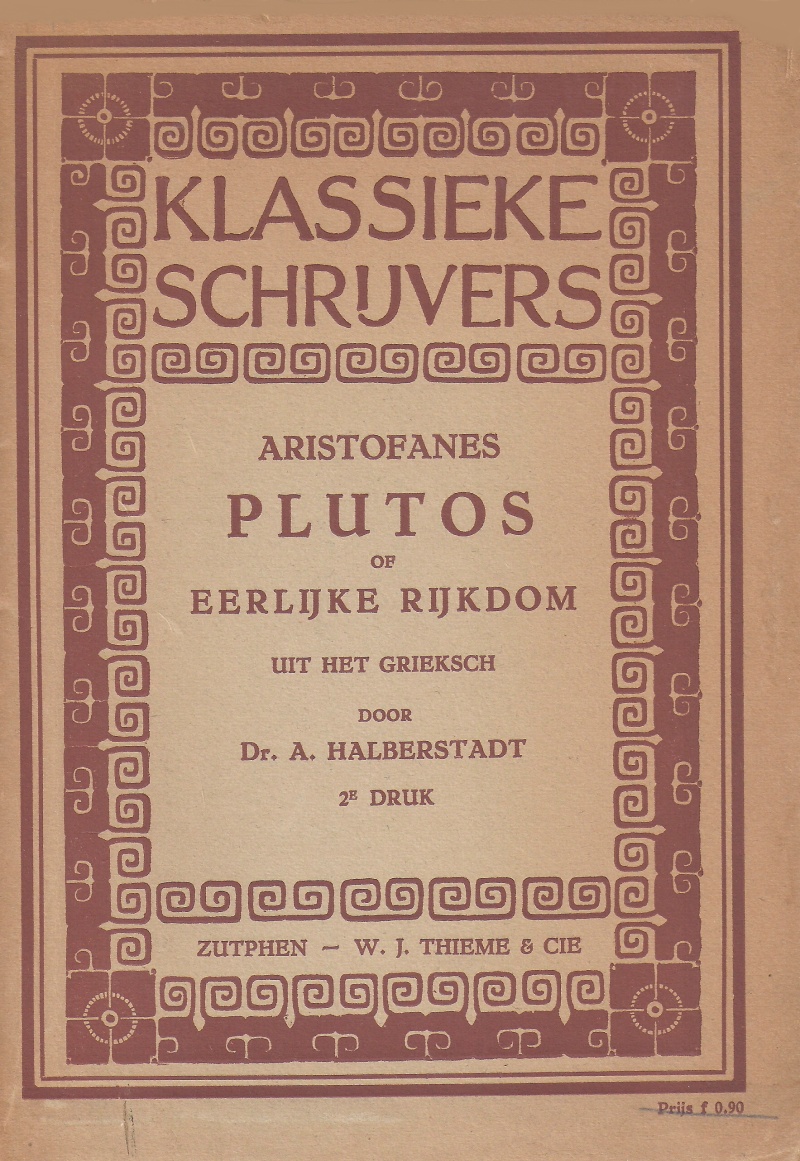 KLASSIEKE
SCHRIJVERS
ARISTOFANES
PLUTOS
OF
EERLIJKE RIJKDOM
UIT HET GRIEKSCH
DOOR
Dr. A. HALBERSTADT
2E DRUK
ZUTPHEN – W. J. THIEME & CIE
Prijs f 0.90